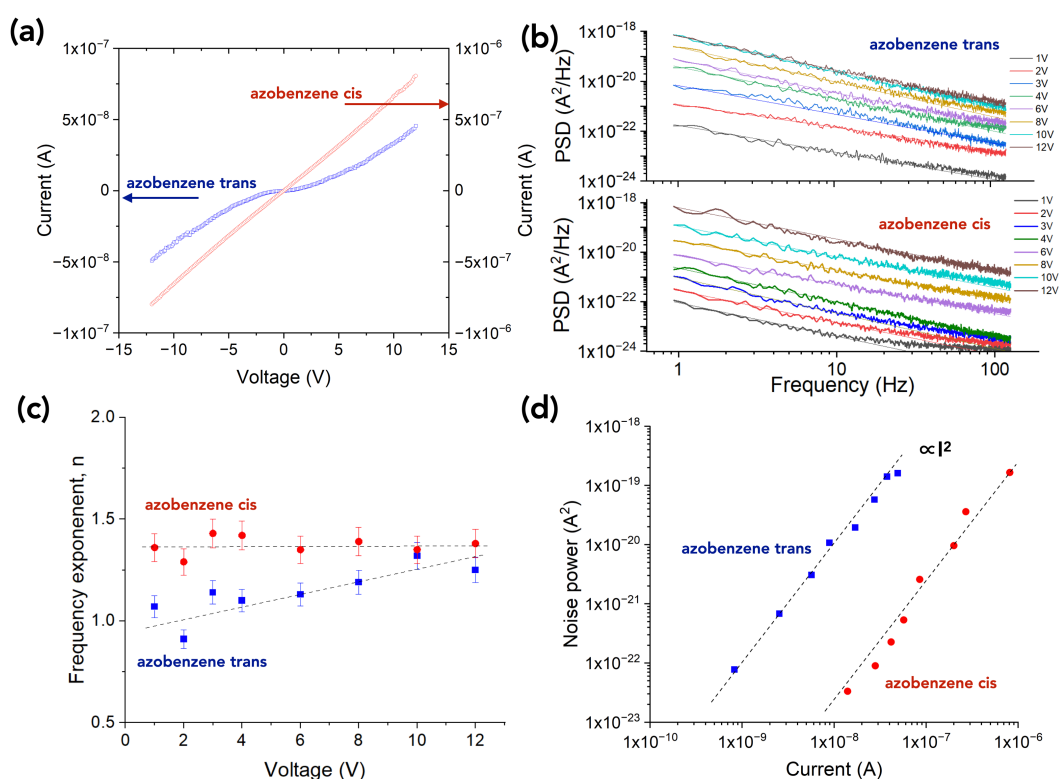 (a)
1x10⁻⁷
5x10⁻⁸
0
-5x10⁻⁸
-1x10⁻⁷
Current (A)
1x10⁻⁶
5x10⁻⁷
0
-5x10⁻⁷
-1x10⁻⁶
Current (A)
azobenzene cis
azobenzene trans
−15 −10 −5 0 5 10 15
Voltage (V)
(b)
1x10⁻¹⁸
1x10⁻²⁰
1x10⁻²²
1x10⁻²⁴
PSD (A²/Hz)
azobenzene trans
1V
2V
3V
4V
6V
8V
10V
12V
1x10⁻¹⁸
1x10⁻²⁰
1x10⁻²²
1x10⁻²⁴
PSD (A²/Hz)
azobenzene cis
1V
2V
3V
4V
6V
8V
10V
12V
1 10 100
Frequency (Hz)
(c)
2.0
1.5
1.0
0.5
Frequency exponenent, n
azobenzene cis
azobenzene trans
0 2 4 6 8 10 12
Voltage (V)
(d)
1x10⁻¹⁸
1x10⁻¹⁹
1x10⁻²⁰
1x10⁻²¹
1x10⁻²²
1x10⁻²³
Noise power (A²)
∝I²
azobenzene trans
azobenzene cis
1x10⁻¹⁰ 1x10⁻⁹ 1x10⁻⁸ 1x10⁻⁷ 1x10⁻⁶
Current (A)